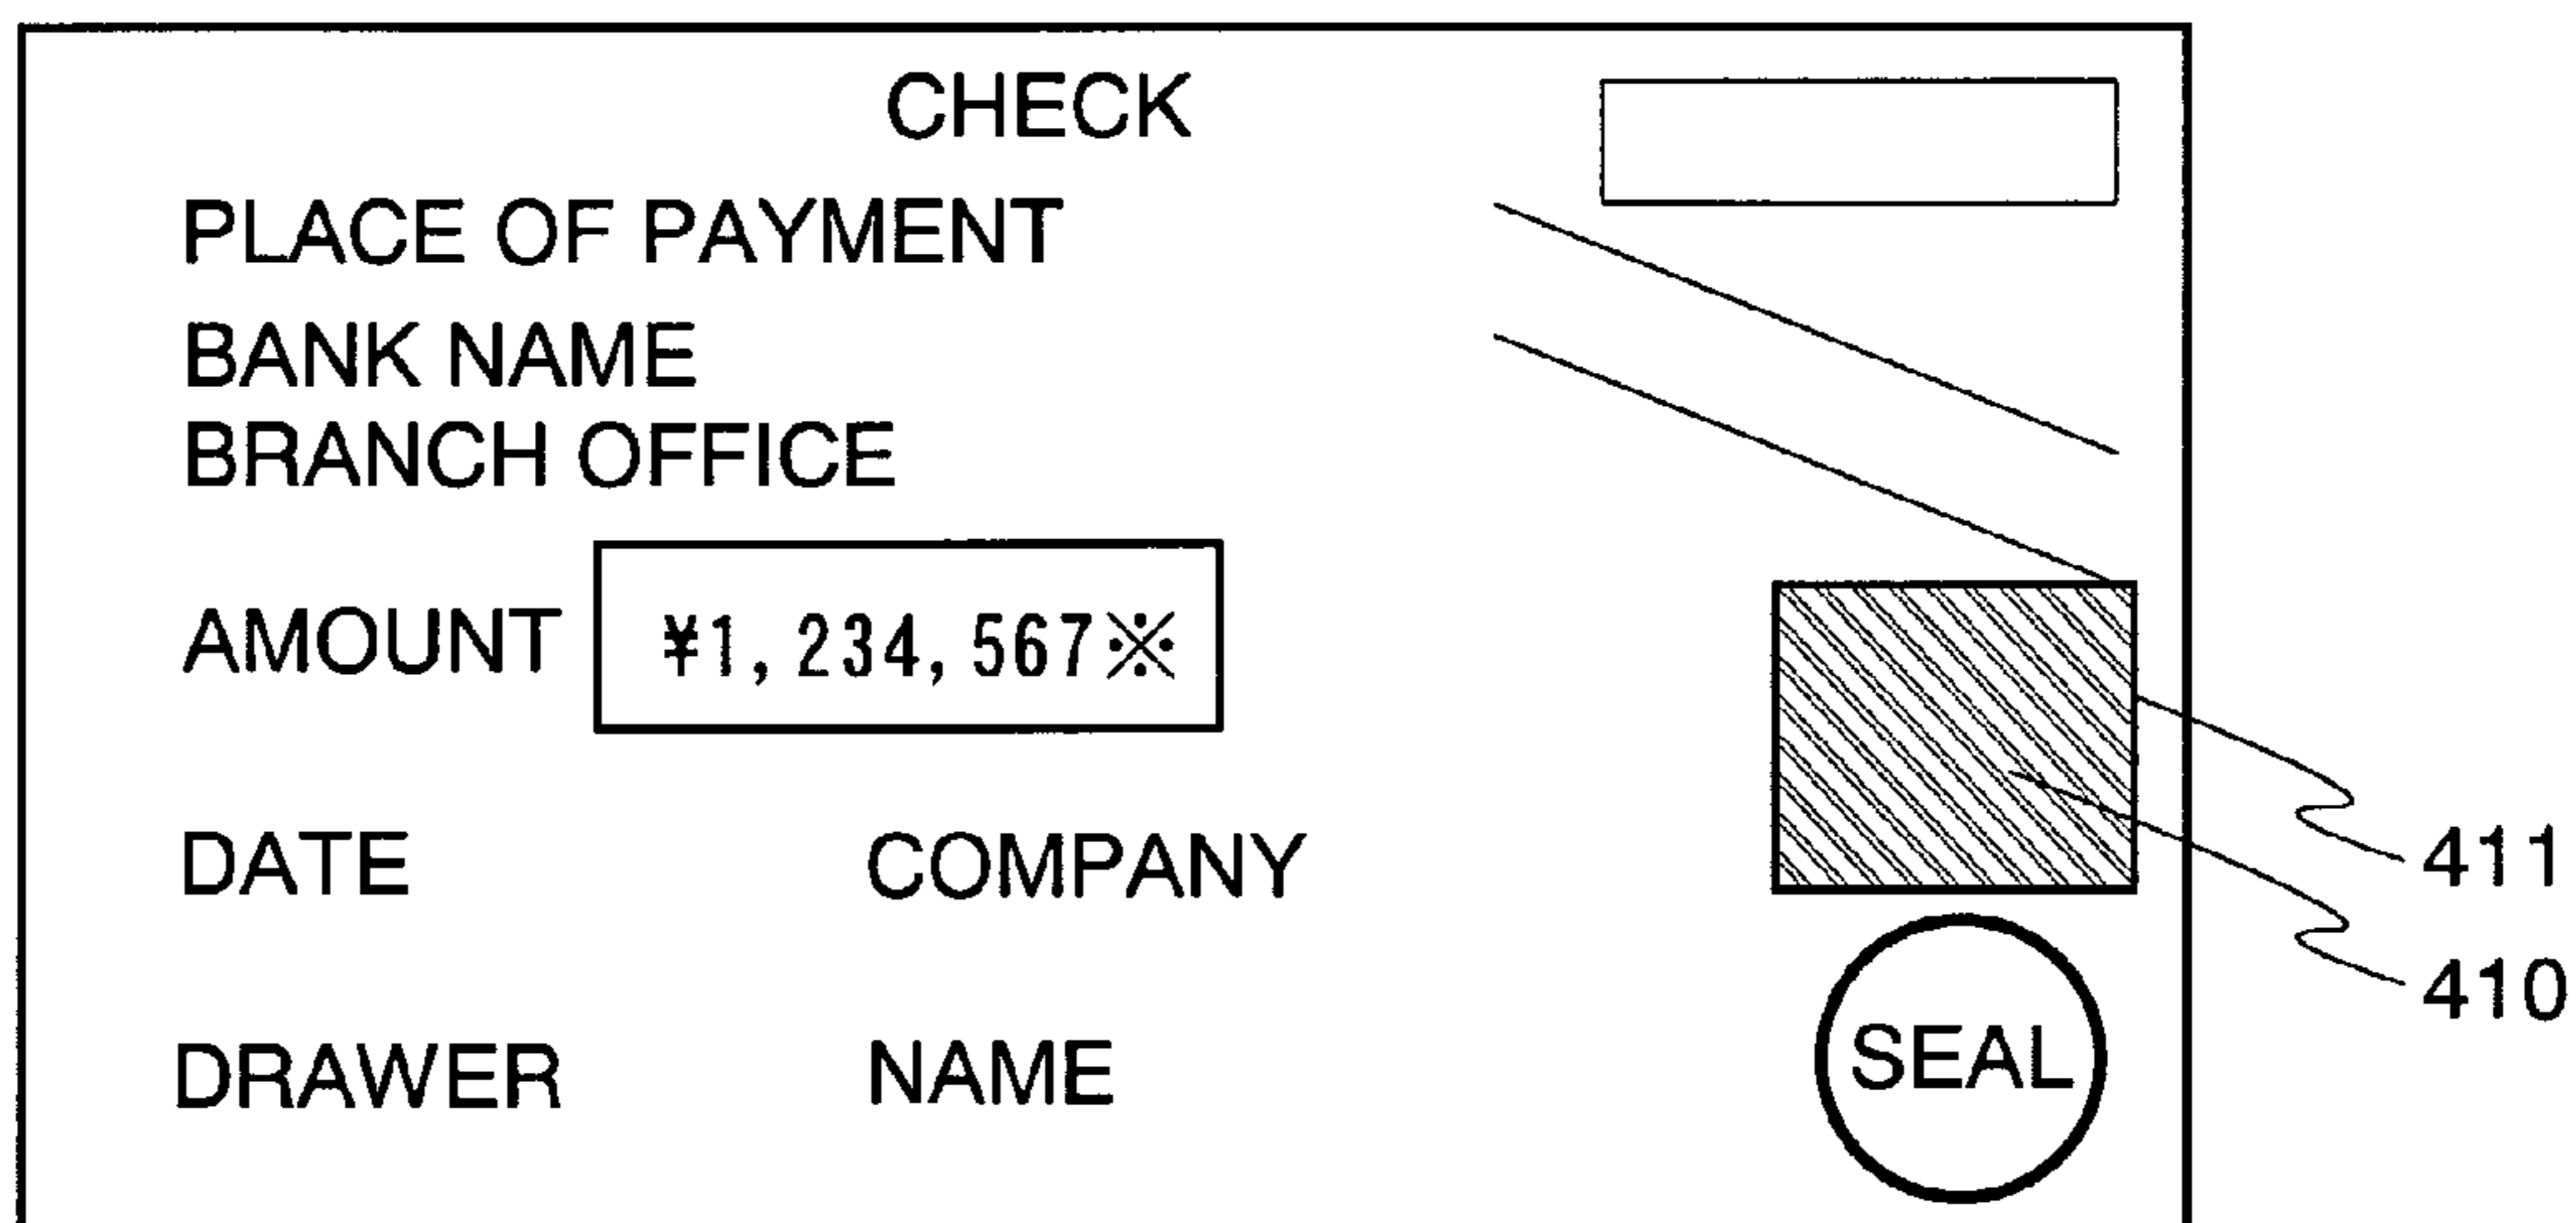 CHECK
PLACE OF PAYMENT
BANK NAME
BRANCH OFFICE
AMOUNT ¥1,234,567※
DATE COMPANY
411
410
DRAWER NAME SEAL